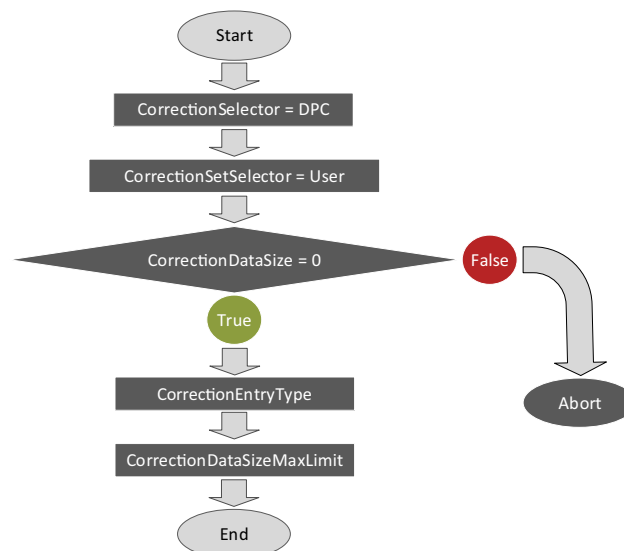 Start
CorrectionSelector = DPC
CorrectionSetSelector = User
CorrectionDataSize = 0
False
True
CorrectionEntryType
Abort
CorrectionDataSizeMaxLimit
End